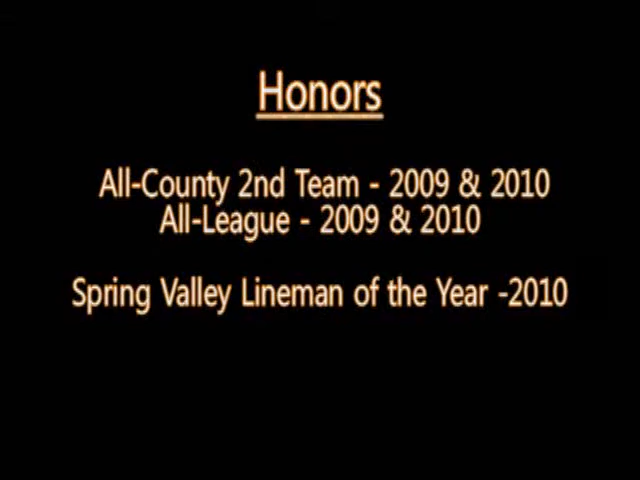 Honors
All-County 2nd Team - 2009 & 2010
All-League - 2009 & 2010
Spring Valley Lineman of the Year -2010